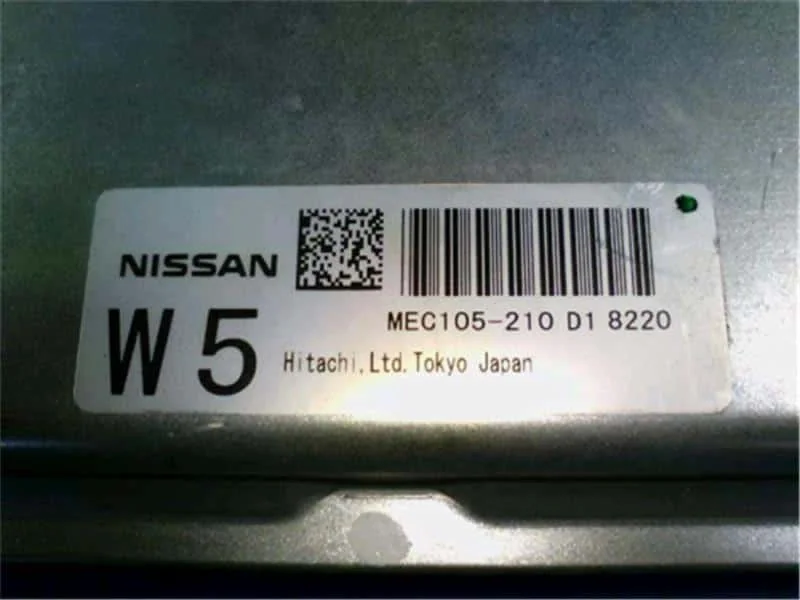 NISSAN
MEC105-210 D1 8220
W5
Hitachi,Ltd.Tokyo Japan